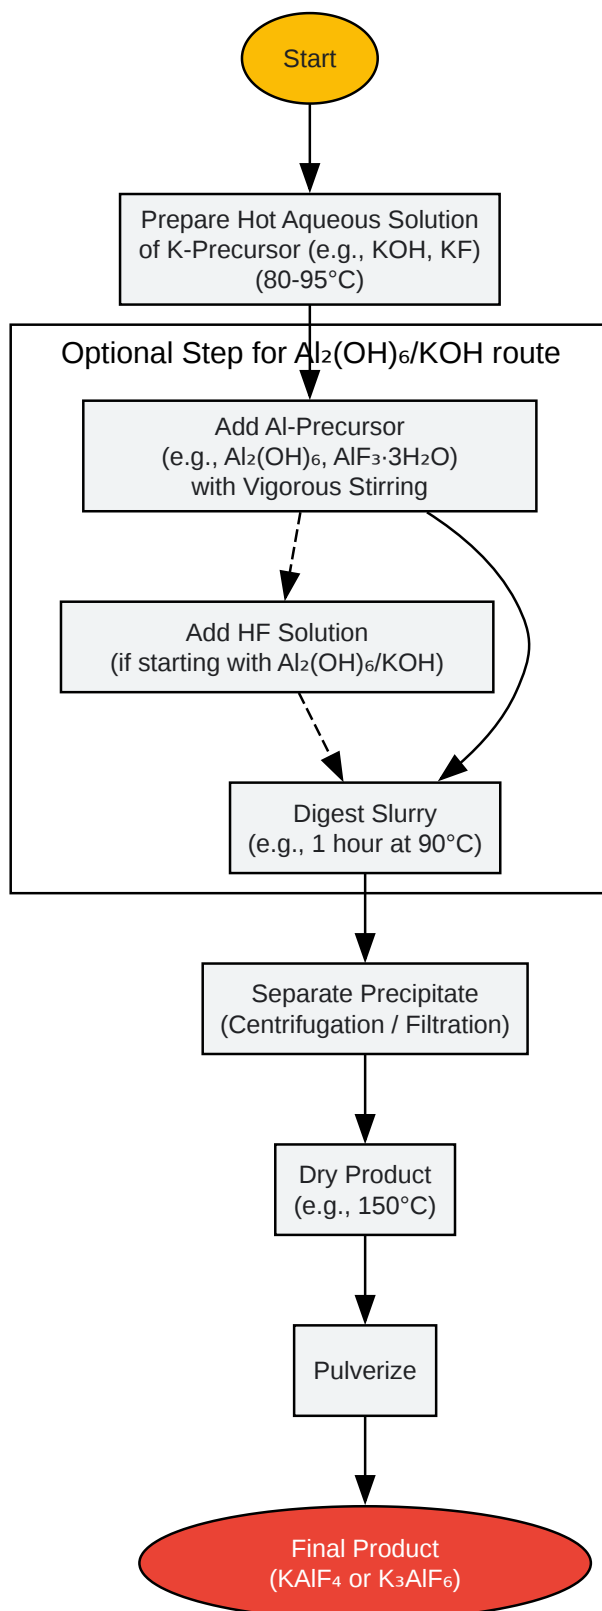 Start
Prepare Hot Aqueous Solution
of K-Precursor (e.g., KOH, KF)
(80-95°C)
Optional Step for Al₂(OH)₆/KOH route
Add Al-Precursor
(e.g., Al₂(OH)₆, AlF₃·3H₂O)
with Vigorous Stirring
Add HF Solution
(if starting with Al₂(OH)₆/KOH)
Digest Slurry
(e.g., 1 hour at 90°C)
Separate Precipitate
(Centrifugation / Filtration)
Dry Product
(e.g., 150°C)
Pulverize
Final Product
(KAlF₄ or K₃AlF₆)